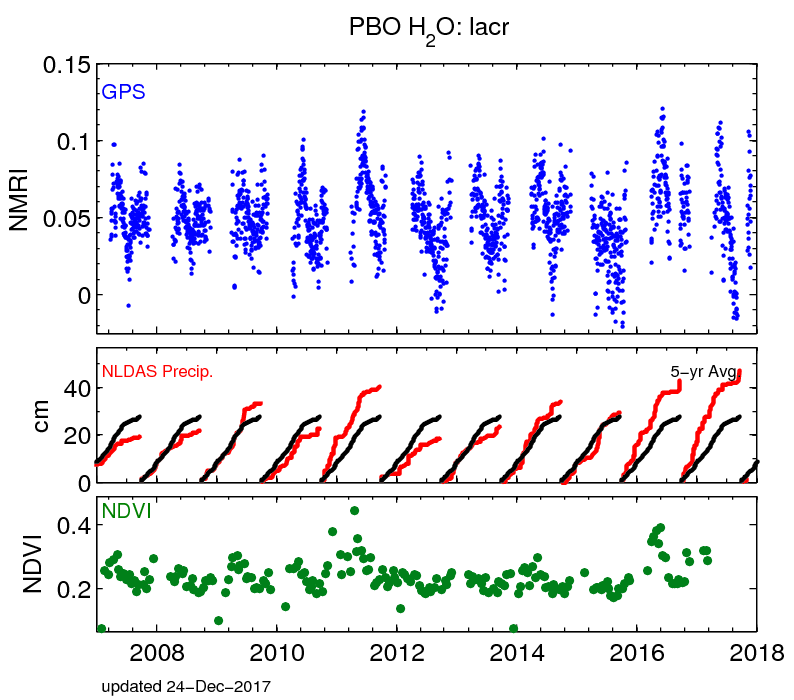 PBO H2O: lacr
0.15
GPS
0.1
NMRI
0.05
0
NLDAS Precip. 5-yr Avg.
40
cm
20
0
NDVI
0.4
NDVI
0.2
2008 2010 2012 2014 2016 2018
updated 24-Dec-2017